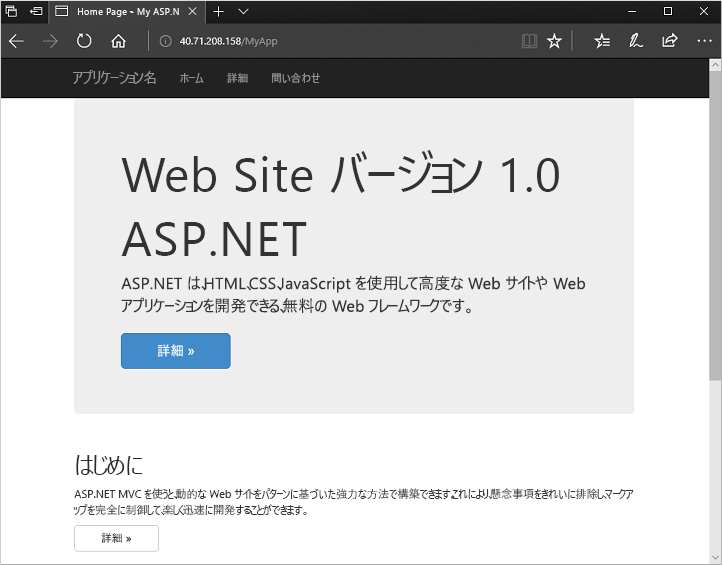 Home Page - My ASP.N
40.71.208.158/MyApp
アプリケーション名 ホーム 詳細 問い合わせ
Web Site バージョン 1.0
ASP.NET
ASP.NET は、HTML、CSS、JavaScript を使用して高度な Web サイトや Web
アプリケーションを開発できる、無料の Web フレームワークです。
詳細 »
はじめに
ASP.NET MVC を使うと、動的な Web サイトをパターンに基づいた強力な方法で構築できます。これにより、懸念事項をきれいに排除し、マークア
ップを完全に制御して、楽しく迅速に開発することができます。
詳細 »